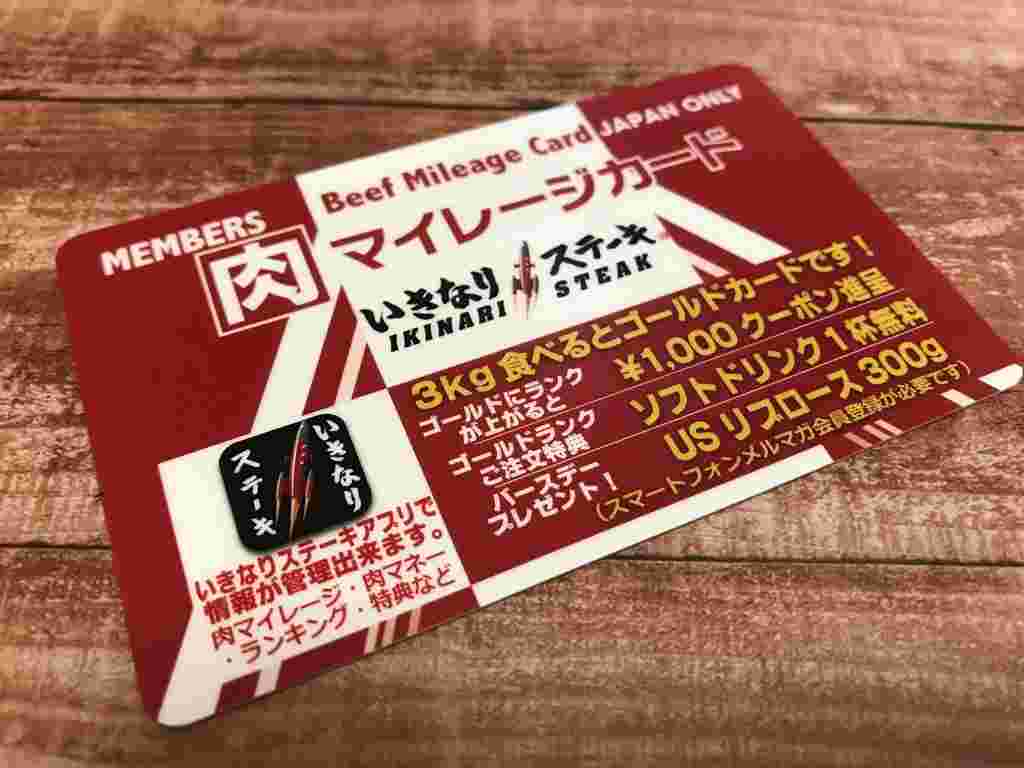 Beef Mileage Card JAPAN ONLY
MEMBERS
肉 マイレージカード
いきなり ステーキ
IKINARI STEAK
3kg食べるとゴールドカードです！
ゴールドにランク
が上がると
¥1,000クーポン進呈
ゴールドランク
ご注文特典
ソフトドリンク1杯無料
バースデー
プレゼント！
USリブロース300g
(スマートフォンメルマガ会員登録が必要です)
いきなり
ステーキ
いきなりステーキアプリで
情報が管理出来ます。
肉マイレージ・肉マネー
・ランキング・特典など